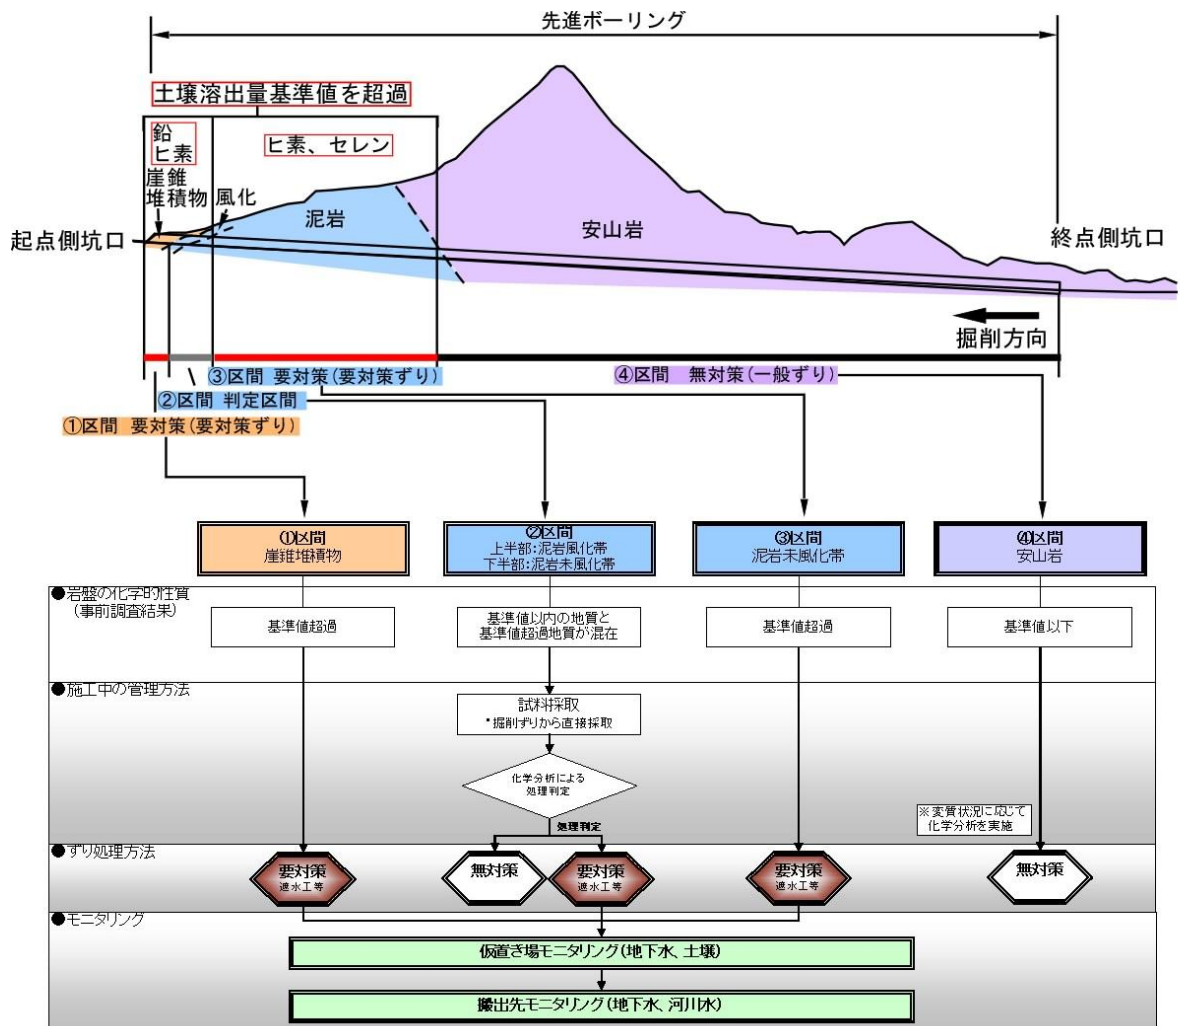 先進ボーリング
土壌溶出量基準値を超過
鉛
ヒ素
ヒ素、セレン
崖錐
堆積物
風化
泥岩
安山岩
起点側坑口
終点側坑口
掘削方向
③区間 要対策(要対策ずり)
④区間 無対策(一般ずり)
②区間 判定区間
①区間 要対策(要対策ずり)
①区間
崖錐堆積物
②区間
上半部:泥岩風化帯
下半部:泥岩未風化帯
③区間
泥岩未風化帯
④区間
安山岩
●岩盤の化学的性質
(事前調査結果)
基準値超過
基準値以内の地質と
基準値超過地質が混在
基準値超過
基準値以下
●施工中の管理方法
試料採取
*掘削ずりから直接採取
化学分析による
処理判定
処理判定
※変質状況に応じて
化学分析を実施
●ずり処理方法
要対策
遮水工等
無対策
要対策
遮水工等
要対策
遮水工等
無対策
●モニタリング
仮置き場モニタリング(地下水、土壌)
搬出先モニタリング(地下水、河川水)